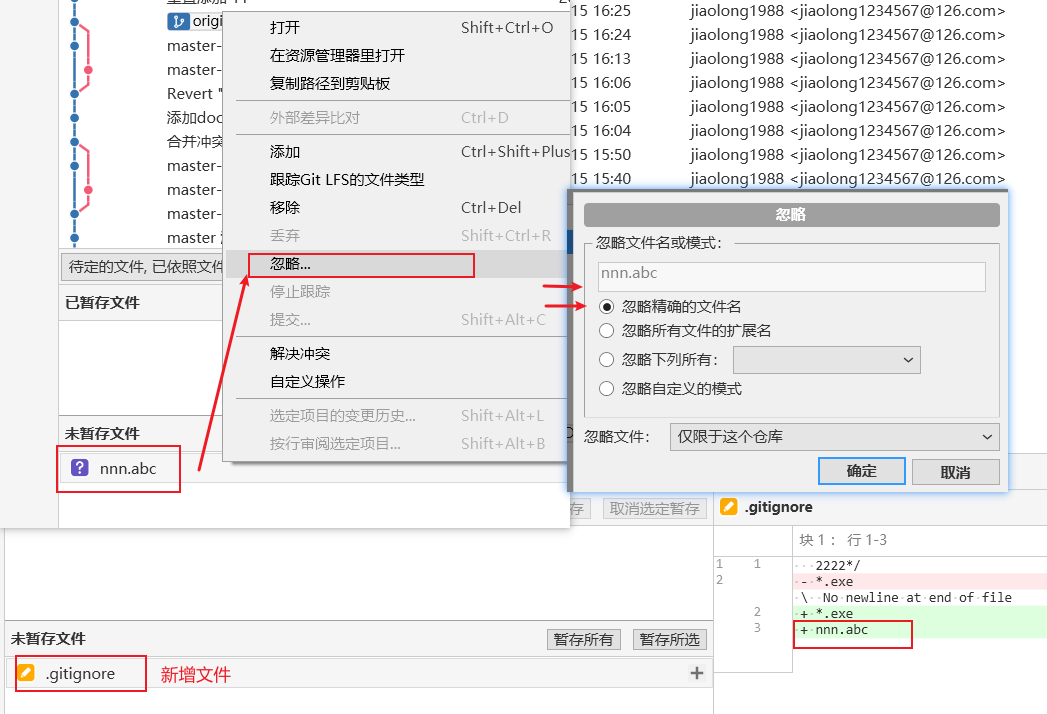 15 16:25 jiaolong1988 <jiaolong1234567@126.com>
origi
15 16:24 jiaolong1988 <jiaolong1234567@126.com>
master-
15 16:13 jiaolong1988 <jiaolong1234567@126.com>
master-
15 16:06 jiaolong1988 <jiaolong1234567@126.com>
Revert "
15 16:05 jiaolong1988 <jiaolong1234567@126.com>
添加doc
15 16:04 jiaolong1988 <jiaolong1234567@126.com>
合并冲突
15 15:50 jiaolong1988 <jiaolong1234567@126.com>
master-
15 15:40 jiaolong1988 <jiaolong1234567@126.com>
master-
master-
master
待定的文件, 已依照文件
已暂存文件
未暂存文件
nnn.abc
打开 Shift+Ctrl+O
在资源管理器里打开
复制路径到剪贴板
外部差异比对 Ctrl+D
添加 Ctrl+Shift+Plus
跟踪Git LFS的文件类型
移除 Ctrl+Del
丢弃 Shift+Ctrl+R
忽略...
停止跟踪
提交... Shift+Alt+C
解决冲突
自定义操作
选定项目的变更历史... Shift+Alt+L
按行审阅选定项目... Shift+Alt+B
忽略
忽略文件名或模式：
nnn.abc
忽略精确的文件名
忽略所有文件的扩展名
忽略下列所有：
忽略自定义的模式
忽略文件： 仅限于这个仓库
确定 取消
存 取消选定暂存
未暂存文件 暂存所有 暂存所选
.gitignore 新增文件 +
.gitignore
块 1 ： 行 1-3
1 1 2222*/
2 - *.exe
\ No newline at end of file
2 + *.exe
3 + nnn.abc